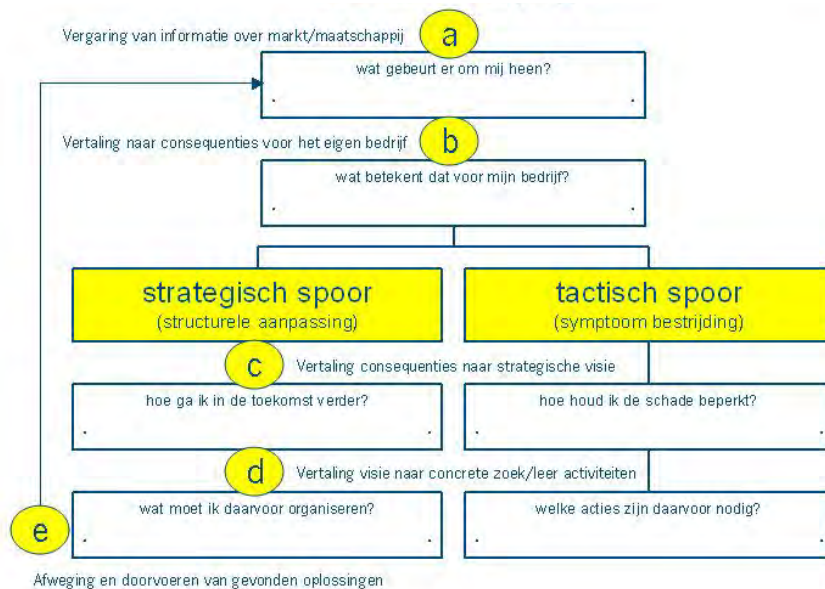 Vergaring van informatie over markt/maatschappij
a
wat gebeurt er om mij heen?
Vertaling naar consequenties voor het eigen bedrijf
b
wat betekent dat voor mijn bedrijf?
strategisch spoor
(structurele aanpassing)
tactisch spoor
(symptoom bestrijding)
c
Vertaling consequenties naar strategische visie
hoe ga ik in de toekomst verder?
hoe houd ik de schade beperkt?
d
Vertaling visie naar concrete zoek/leer activiteiten
wat moet ik daarvoor organiseren?
welke acties zijn daarvoor nodig?
e
Afweging en doorvoeren van gevonden oplossingen